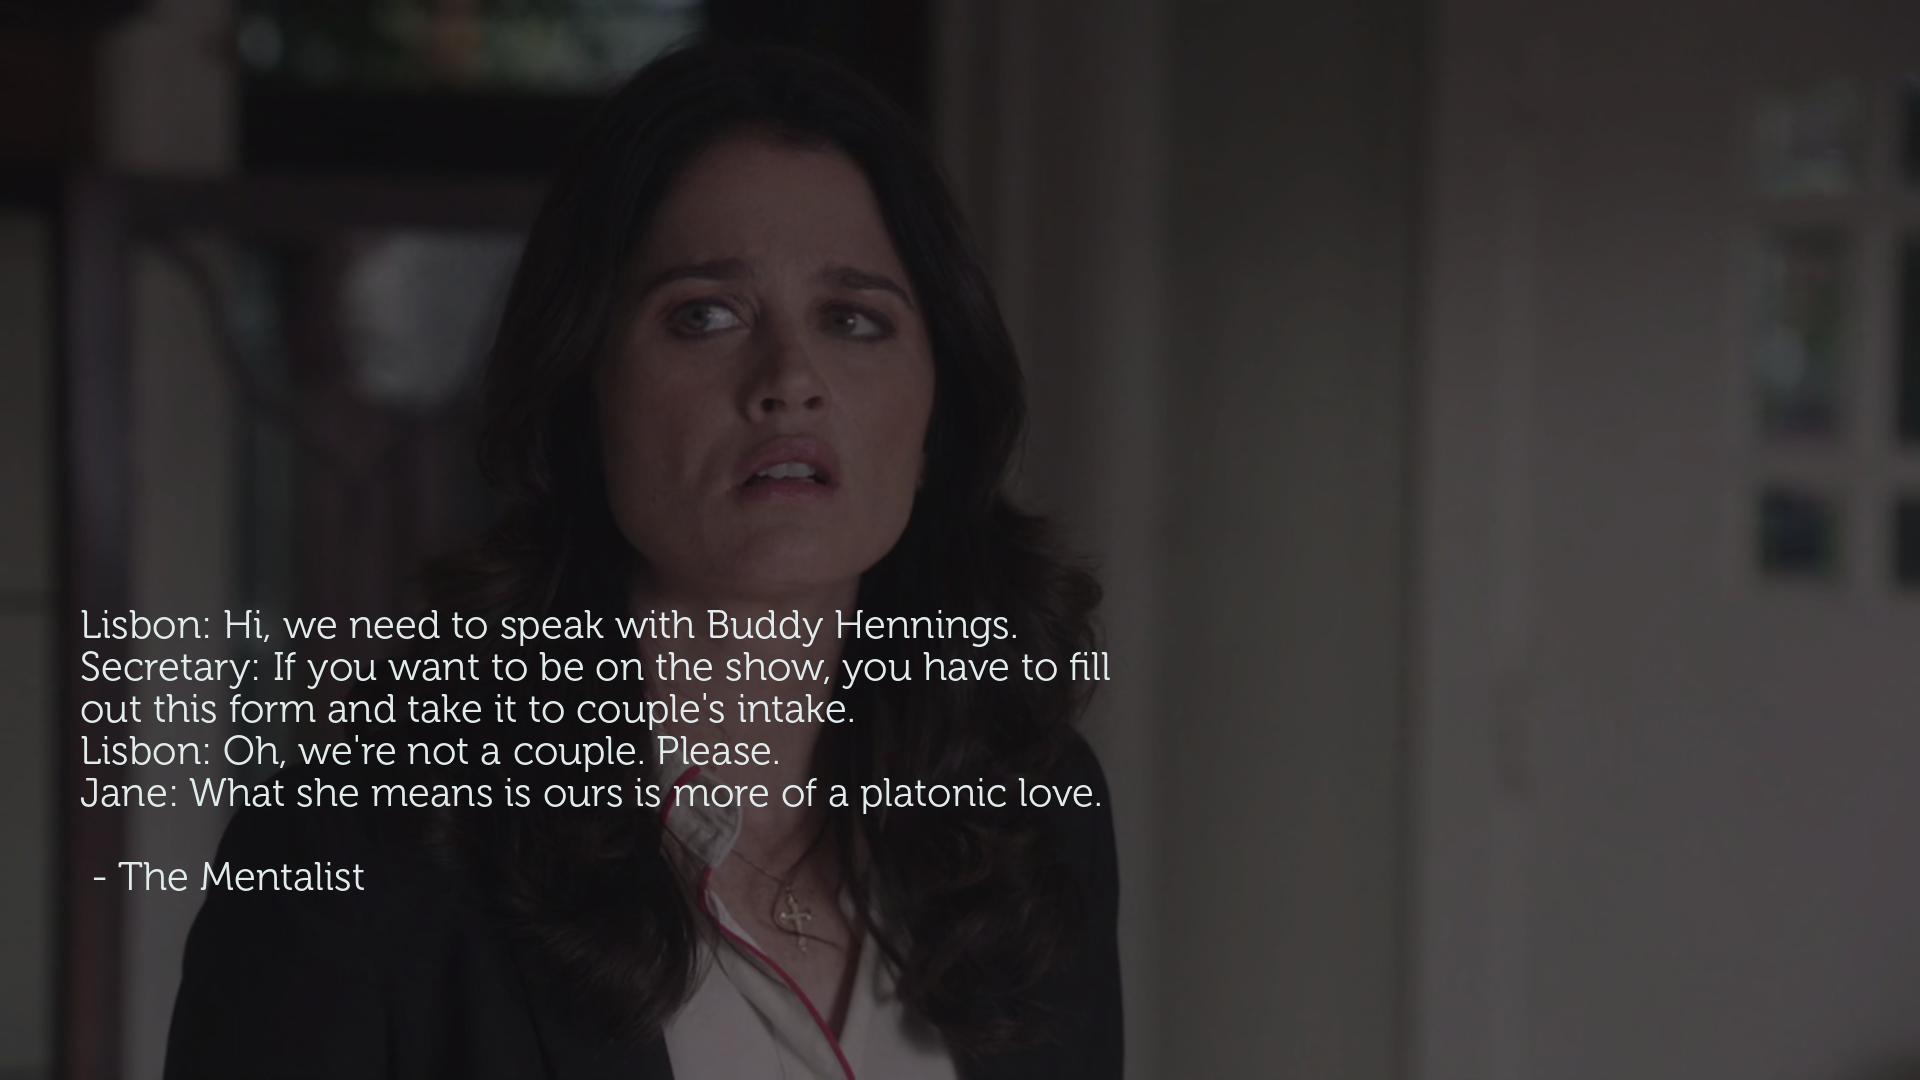 Lisbon: Hi, we need to speak with Buddy Hennings.
Secretary: If you want to be on the show, you have to fill
out this form and take it to couple's intake.
Lisbon: Oh, we're not a couple. Please.
Jane: What she means is ours is more of a platonic love.
- The Mentalist